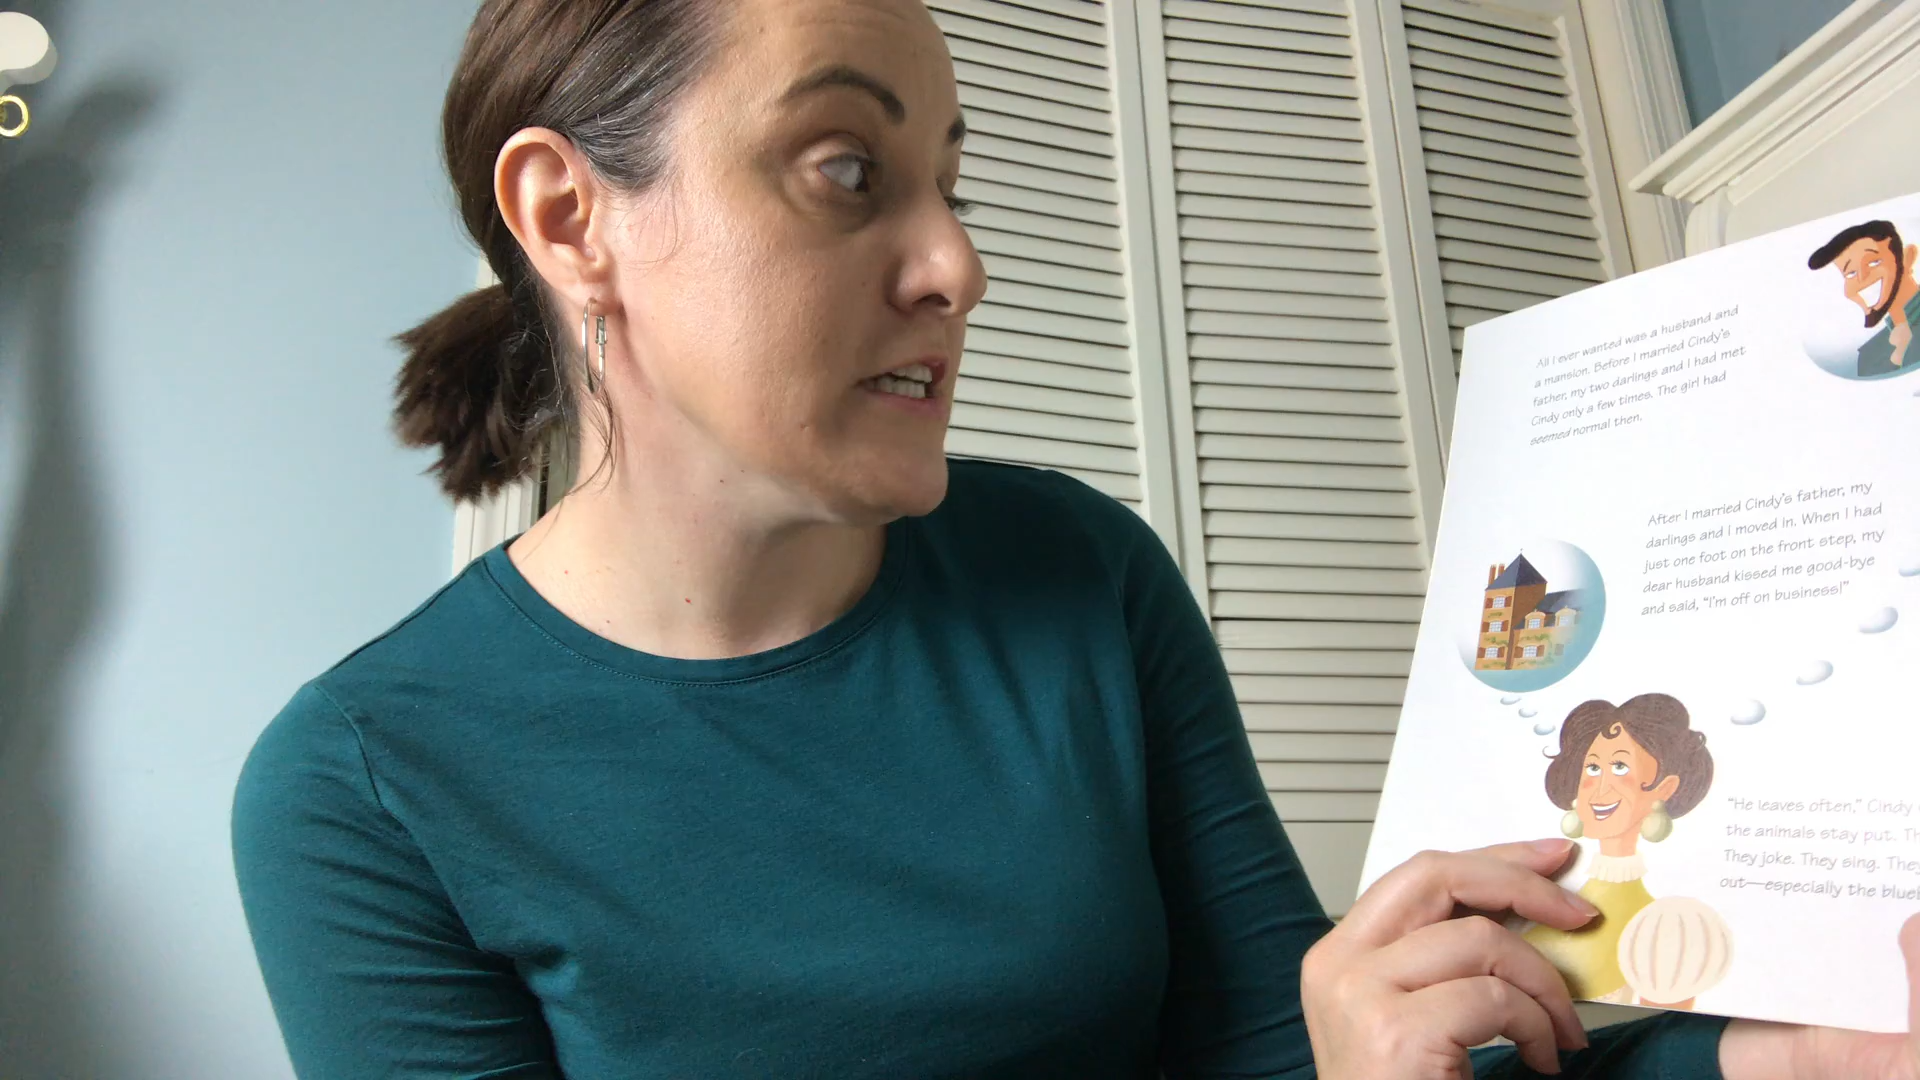 All I ever wanted was a husband and
a mansion. Before I married Cindy's
father, my two darlings and I had met
Cindy only a few times. The girl had
seemed normal then.
After I married Cindy's father, my
darlings and I moved in. When I had
just one foot on the front step, my
dear husband kissed me good-bye
and said, "I'm off on business!"
"He leaves often," Cindy
the animals stay put.
They joke. They sing. They
out—especially the